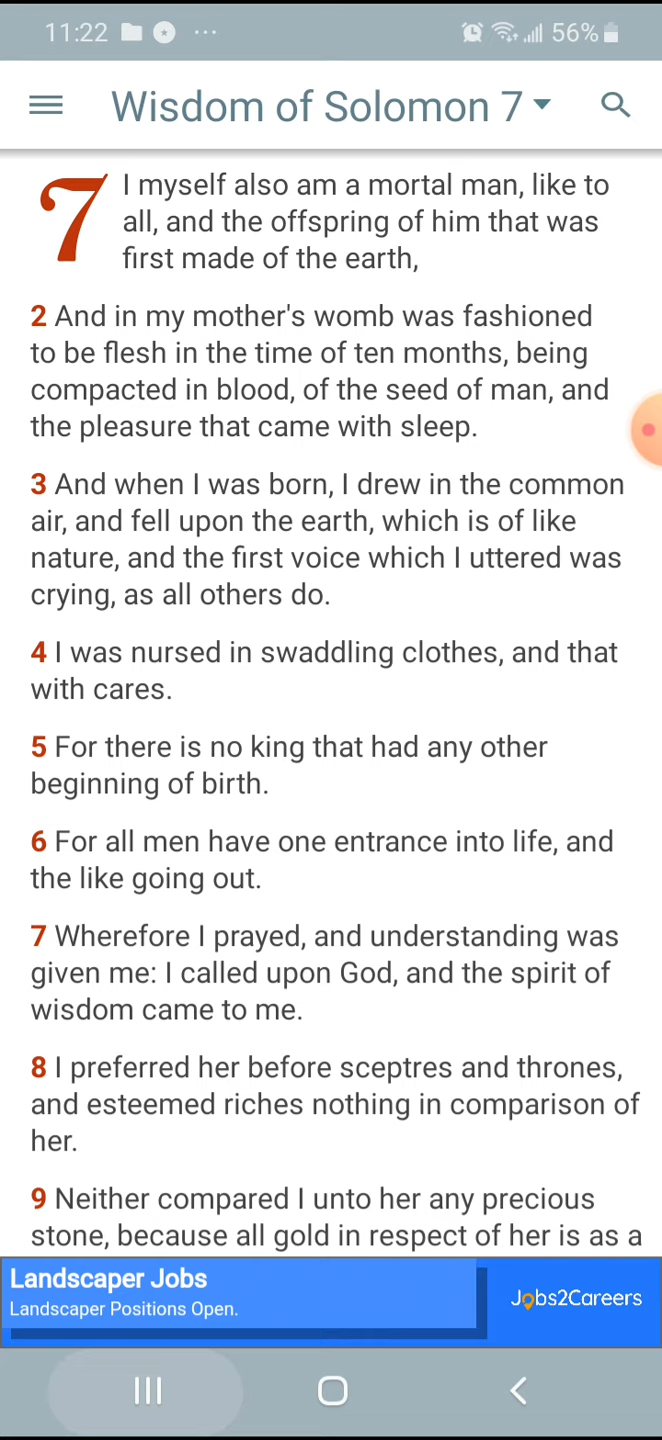 11:22 ... 56%
Wisdom of Solomon 7
7 I myself also am a mortal man, like to
all, and the offspring of him that was
first made of the earth,
2 And in my mother's womb was fashioned
to be flesh in the time of ten months, being
compacted in blood, of the seed of man, and
the pleasure that came with sleep.
3 And when I was born, I drew in the common
air, and fell upon the earth, which is of like
nature, and the first voice which I uttered was
crying, as all others do.
4 I was nursed in swaddling clothes, and that
with cares.
5 For there is no king that had any other
beginning of birth.
6 For all men have one entrance into life, and
the like going out.
7 Wherefore I prayed, and understanding was
given me: I called upon God, and the spirit of
wisdom came to me.
8 I preferred her before sceptres and thrones,
and esteemed riches nothing in comparison of
her.
9 Neither compared I unto her any precious
stone, because all gold in respect of her is as a
Landscaper Jobs
Landscaper Positions Open.
Jobs2Careers